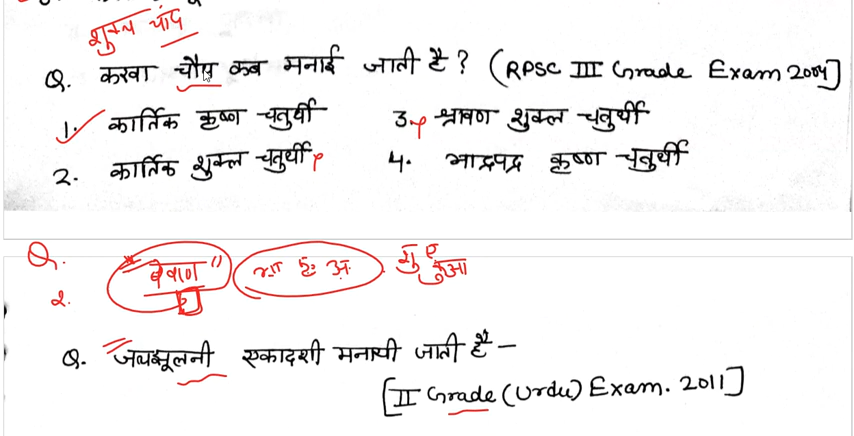 शुक्ल चाँद
Q. करवा चौथ कब मनाई जाती है? (RPSC III Grade Exam 2004]
1. कार्तिक कृष्ण चतुर्थी 3. श्रावण शुक्ल चतुर्थी
2. कार्तिक शुक्ल चतुर्थी 4. भाद्रपद्र कृष्ण चतुर्थी
Q. "बेवाण"
2.
Q. जलझूलनी एकादशी मनायी जाती है –
[II Grade (Urdu) Exam. 2011]